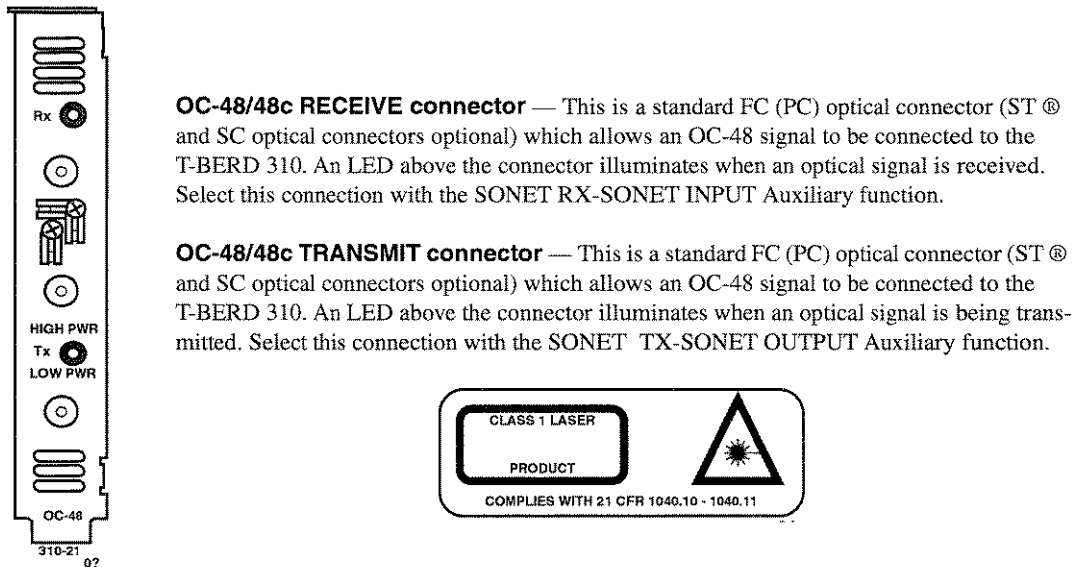 Rx
HIGH PWR
Tx
LOW PWR
OC-48
310-21
0?
OC-48/48c RECEIVE connector — This is a standard FC (PC) optical connector (ST ®
and SC optical connectors optional) which allows an OC-48 signal to be connected to the
T-BERD 310. An LED above the connector illuminates when an optical signal is received.
Select this connection with the SONET RX-SONET INPUT Auxiliary function.
OC-48/48c TRANSMIT connector — This is a standard FC (PC) optical connector (ST ®
and SC optical connectors optional) which allows an OC-48 signal to be connected to the
T-BERD 310. An LED above the connector illuminates when an optical signal is being trans-
mitted. Select this connection with the SONET TX-SONET OUTPUT Auxiliary function.
CLASS 1 LASER
PRODUCT
COMPLIES WITH 21 CFR 1040.10 - 1040.11